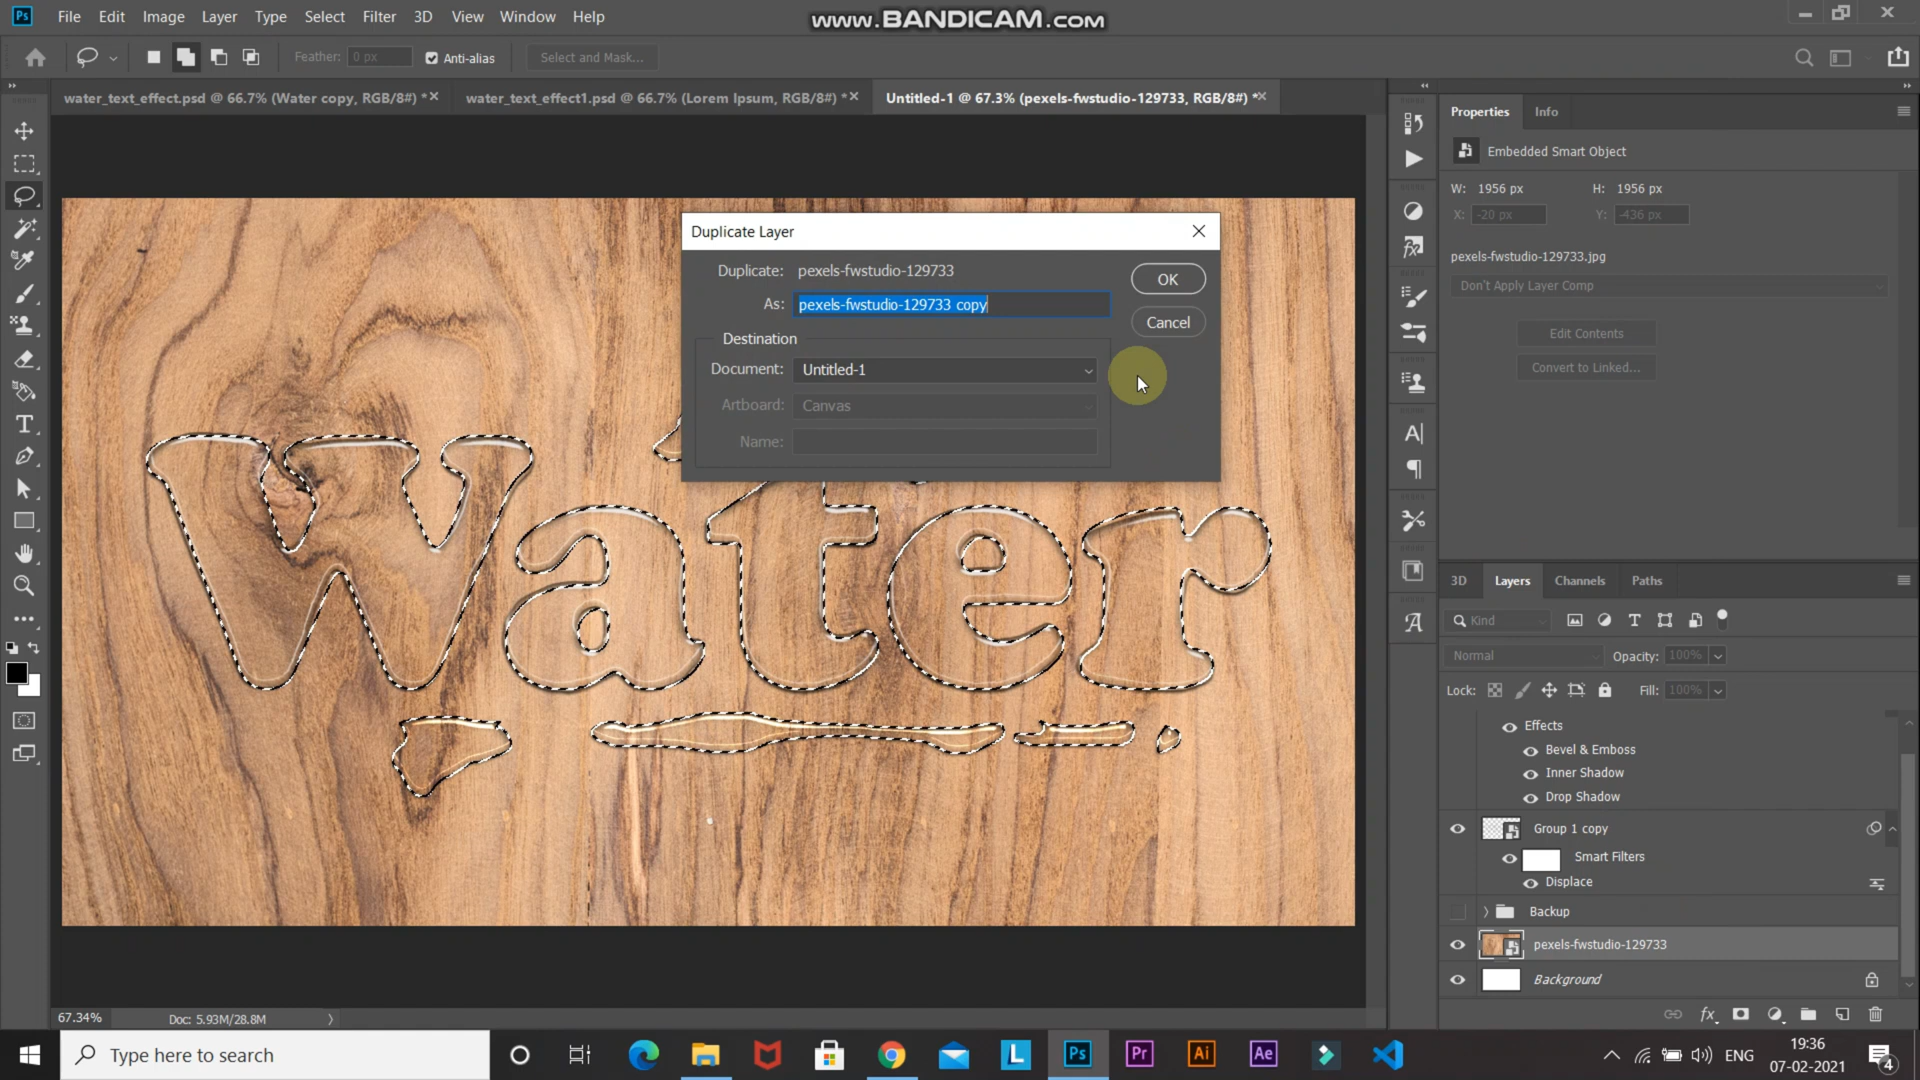 www.BANDICAM.com
Ps File Edit Image Layer Type Select Filter 3D View Window Help
Feather: 0 px Anti-alias Select and Mask...
water_text_effect.psd @ 66.7% (Water copy, RGB/8#) * water_text_effect1.psd @ 66.7% (Lorem Ipsum, RGB/8#) * Untitled-1 @ 67.3% (pexels-fwstudio-129733, RGB/8#) *
Duplicate Layer
Duplicate: pexels-fwstudio-129733
OK
As: pexels-fwstudio-129733 copy
Cancel
Destination
Document: Untitled-1
Artboard: Canvas
Name:
Water
Properties Info
Embedded Smart Object
W: 1956 px H: 1956 px
X: -20 px Y: -436 px
pexels-fwstudio-129733.jpg
Don't Apply Layer Comp
Edit Contents
Convert to Linked...
3D Layers Channels Paths
Kind
Normal Opacity: 100%
Lock: Fill: 100%
Effects
Bevel & Emboss
Inner Shadow
Drop Shadow
Group 1 copy
Smart Filters
Displace
Backup
pexels-fwstudio-129733
Background
fx
67.34% Doc: 5.93M/28.8M
Type here to search
L Ps Pr Ai Ae
ENG
19:36
07-02-2021
4